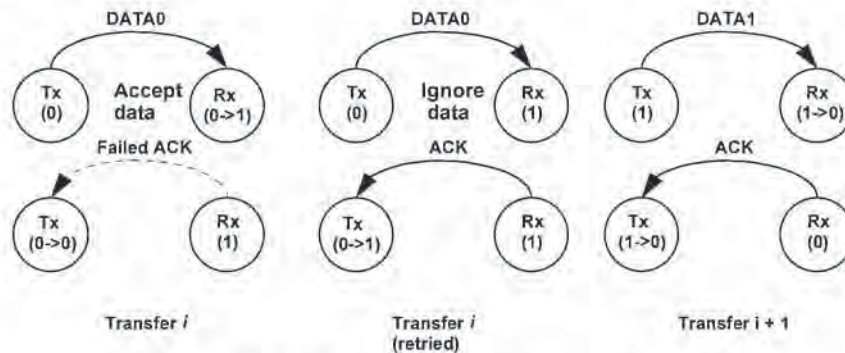 DATA0
Tx
(0)
Accept
data
Rx
(0->1)
Failed ACK
Tx
(0->0)
Rx
(1)
Transfer i
DATA0
Tx
(0)
Ignore
data
Rx
(1)
ACK
Tx
(0->1)
Rx
(1)
Transfer i
(retried)
DATA1
Tx
(1)
Rx
(1->0)
ACK
Tx
(1->0)
Rx
(0)
Transfer i + 1